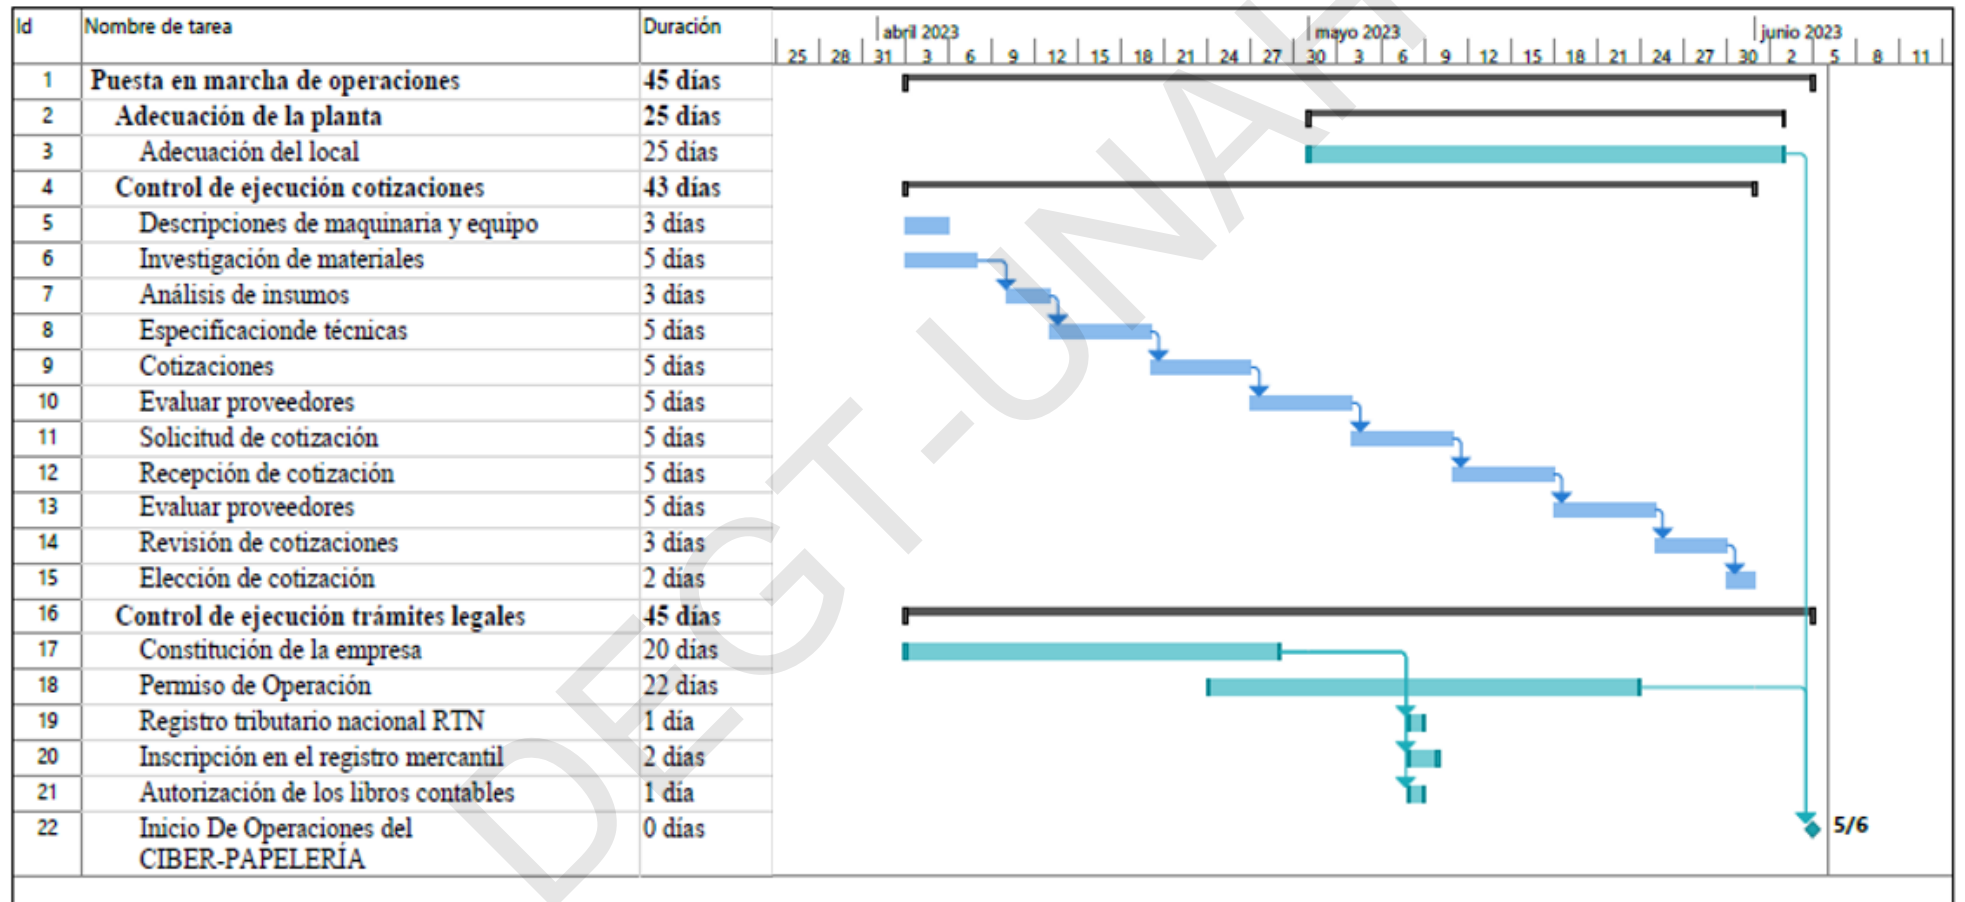 Id Nombre de tarea Duración abril 2023 mayo 2023 junio 2023
25 28 31 3 6 9 12 15 18 21 24 27 30 3 6 9 12 15 18 21 24 27 30 2 5 8 11
1 Puesta en marcha de operaciones 45 días
2 Adecuación de la planta 25 días
3 Adecuación del local 25 días
4 Control de ejecución cotizaciones 43 días
5 Descripciones de maquinaria y equipo 3 días
6 Investigación de materiales 5 días
7 Análisis de insumos 3 días
8 Especificacionde técnicas 5 días
9 Cotizaciones 5 días
10 Evaluar proveedores 5 días
11 Solicitud de cotización 5 días
12 Recepción de cotización 5 días
13 Evaluar proveedores 5 días
14 Revisión de cotizaciones 3 días
15 Elección de cotización 2 días
16 Control de ejecución trámites legales 45 días
17 Constitución de la empresa 20 días
18 Permiso de Operación 22 días
19 Registro tributario nacional RTN 1 día
20 Inscripción en el registro mercantil 2 días
21 Autorización de los libros contables 1 día
22 Inicio De Operaciones del 0 días 5/6
CIBER-PAPELERÍA
DEGT-UNAH